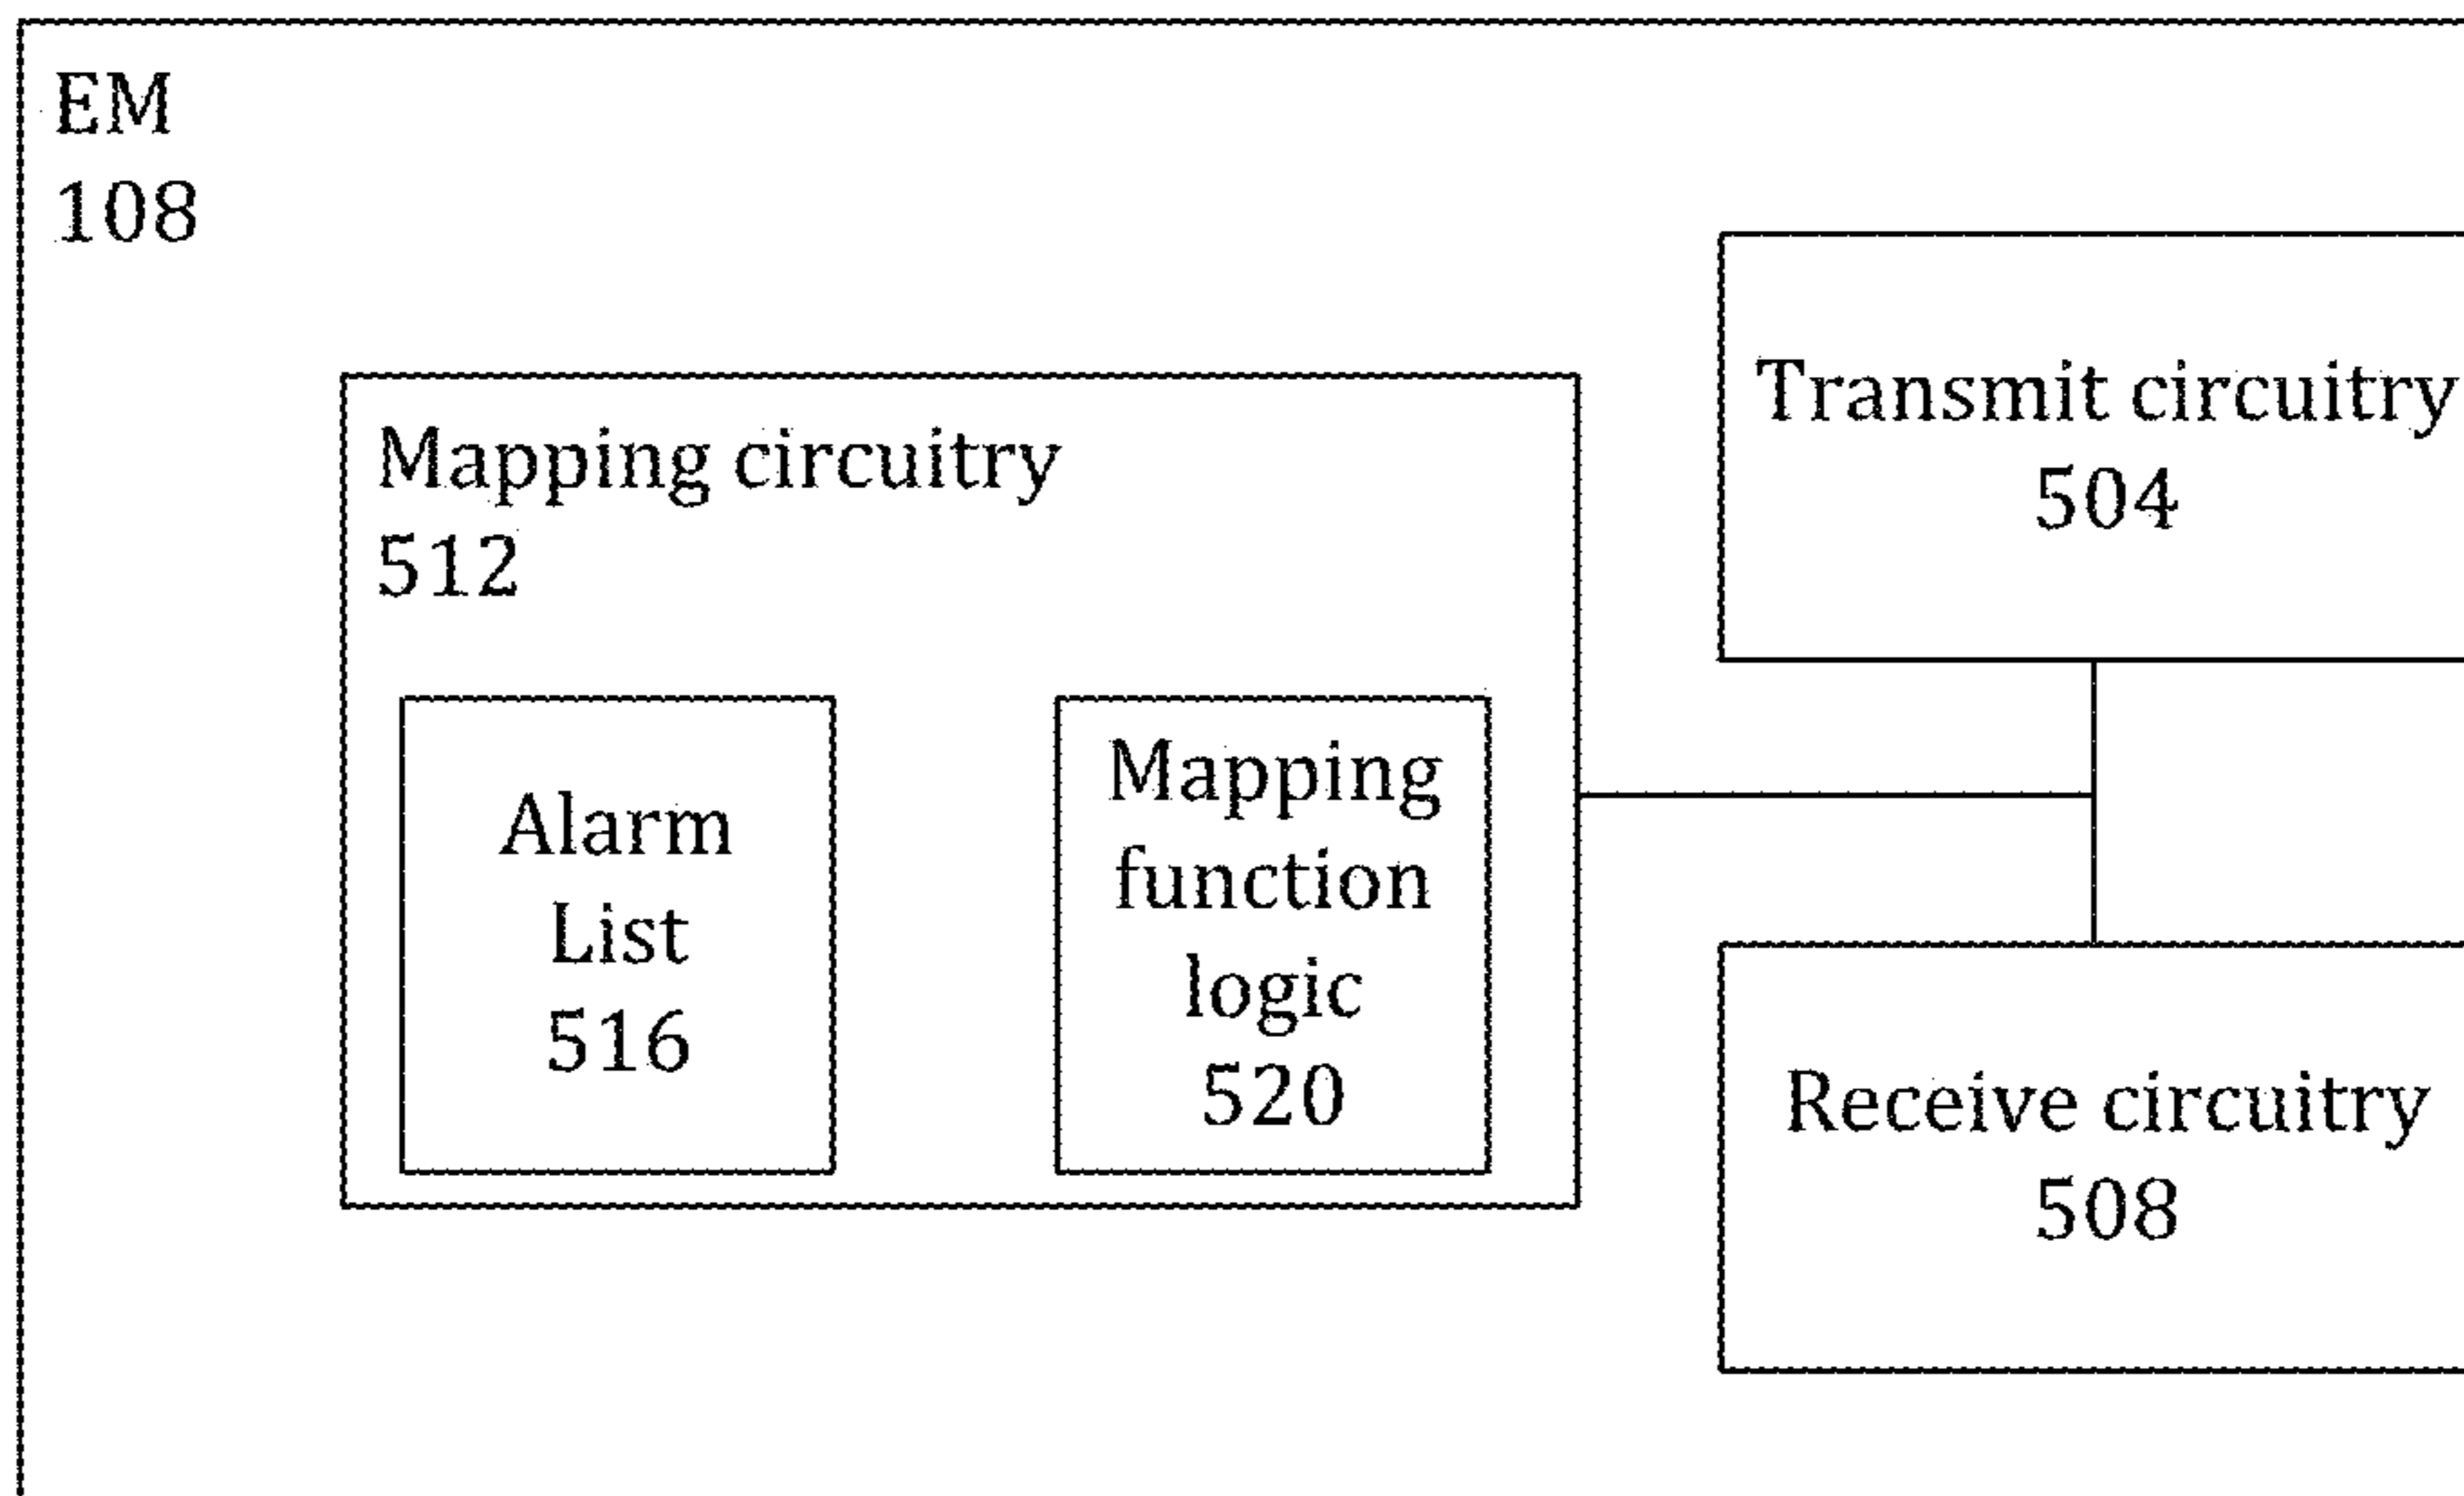 EM
108
Transmit circuitry
504
Mapping circuitry
512
Alarm
List
516
Mapping
function
logic
520
Receive circuitry
508